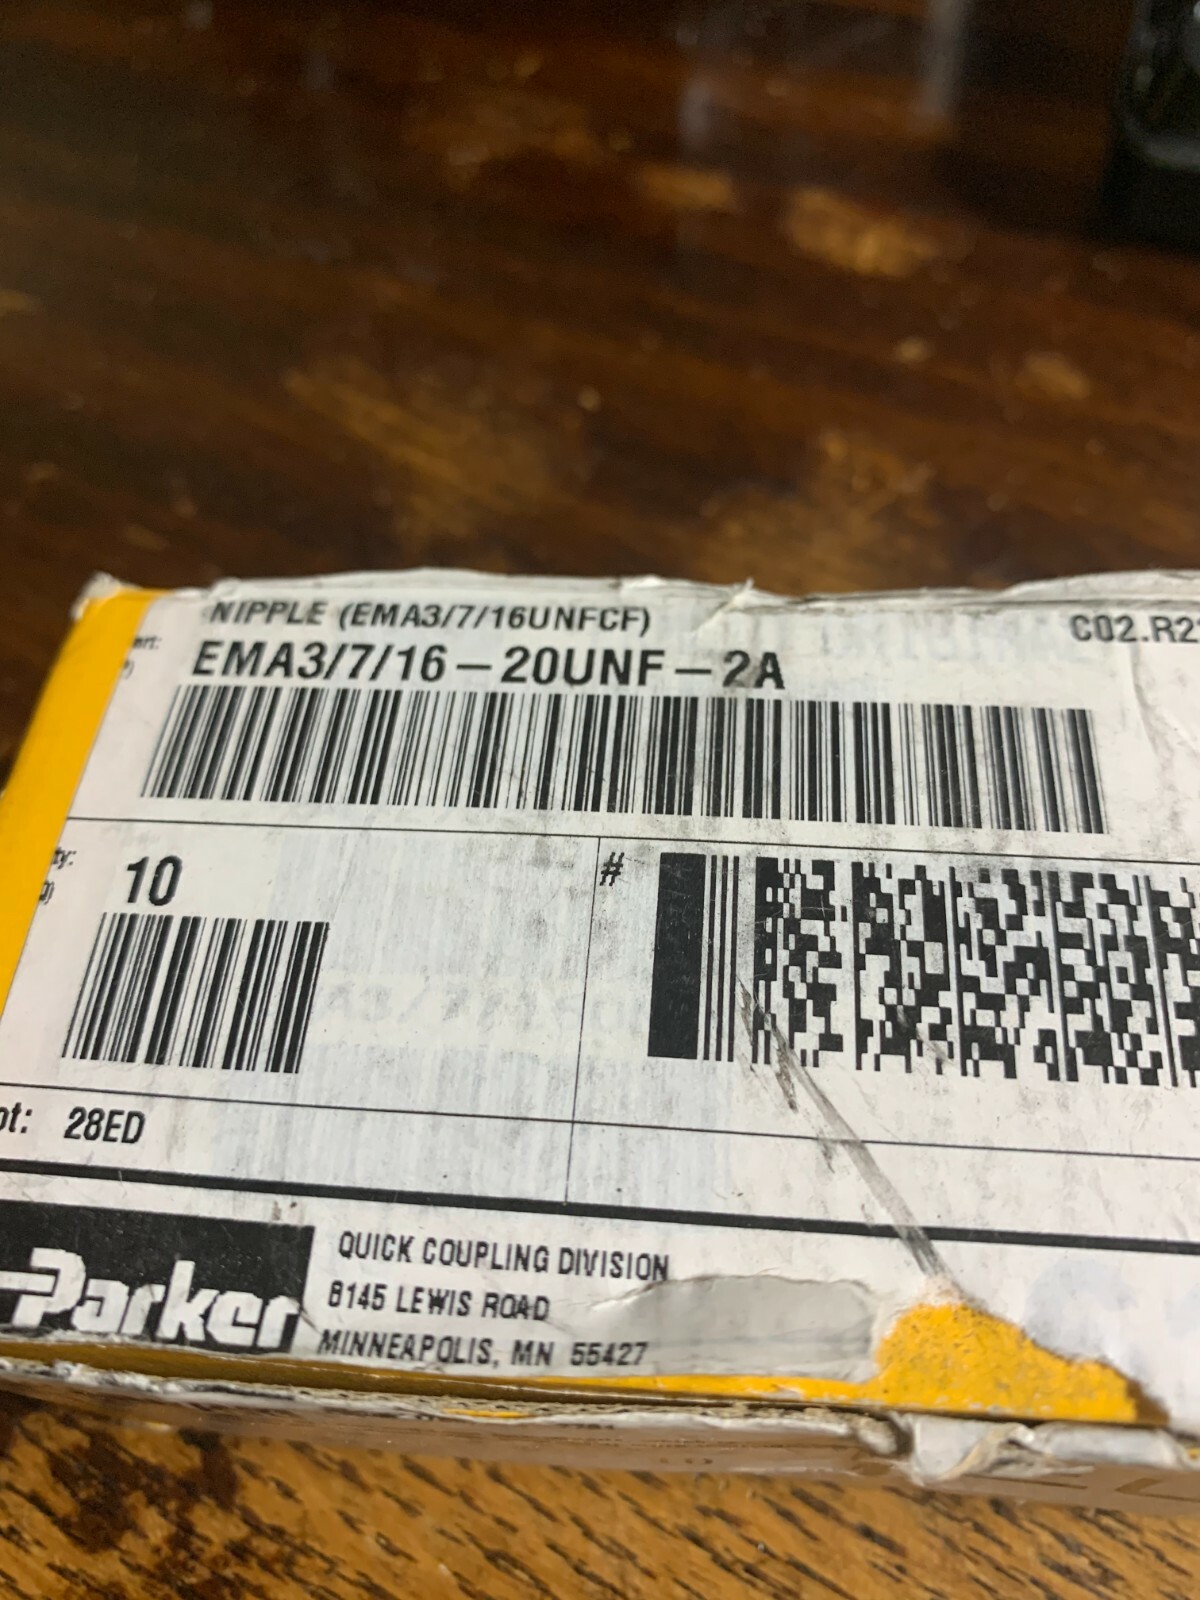 NIPPLE (EMA3/7/16UNFCF)
C02.R2
EMA3/7/16-20UNF-2A
10
#
28ED
Parker
QUICK COUPLING DIVISION
8145 LEWIS ROAD
MINNEAPOLIS, MN 55427